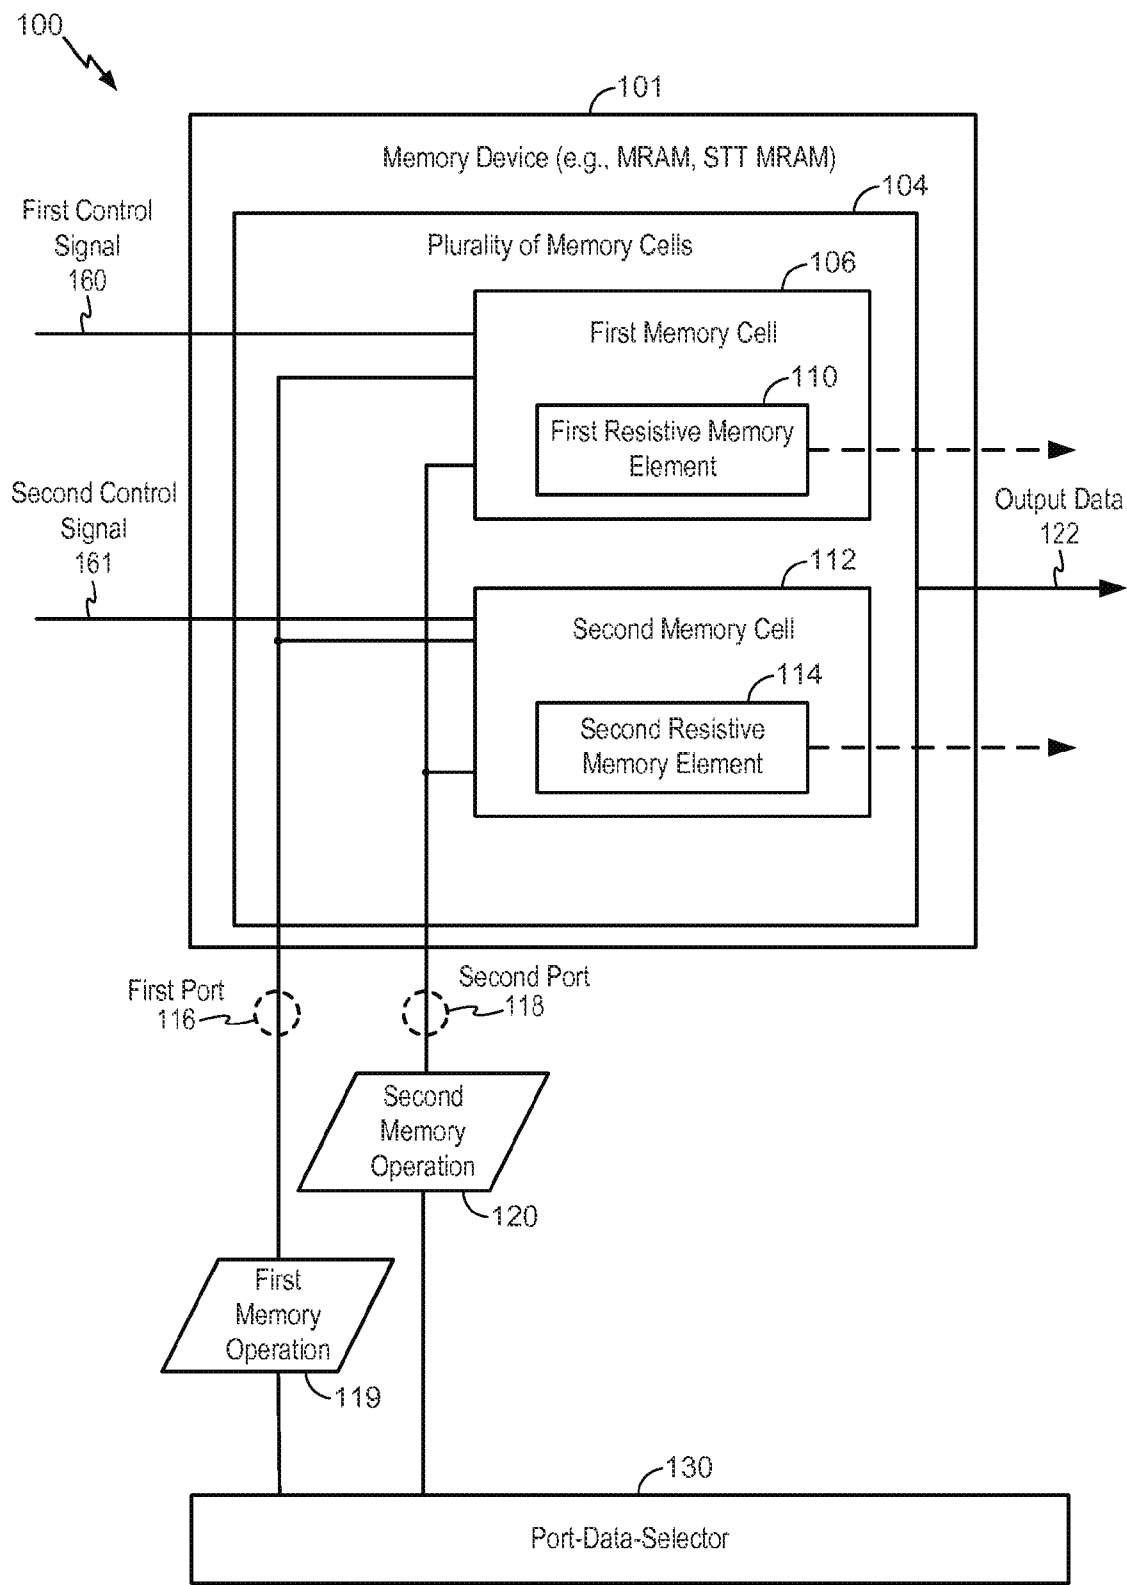 100
101
Memory Device (e.g., MRAM, STT MRAM)
104
First Control
Signal
160
Plurality of Memory Cells
106
First Memory Cell
110
First Resistive Memory
Element
Second Control
Signal
161
Output Data
122
112
Second Memory Cell
114
Second Resistive
Memory Element
First Port
116
Second Port
118
Second
Memory
Operation
120
First
Memory
Operation
119
130
Port-Data-Selector